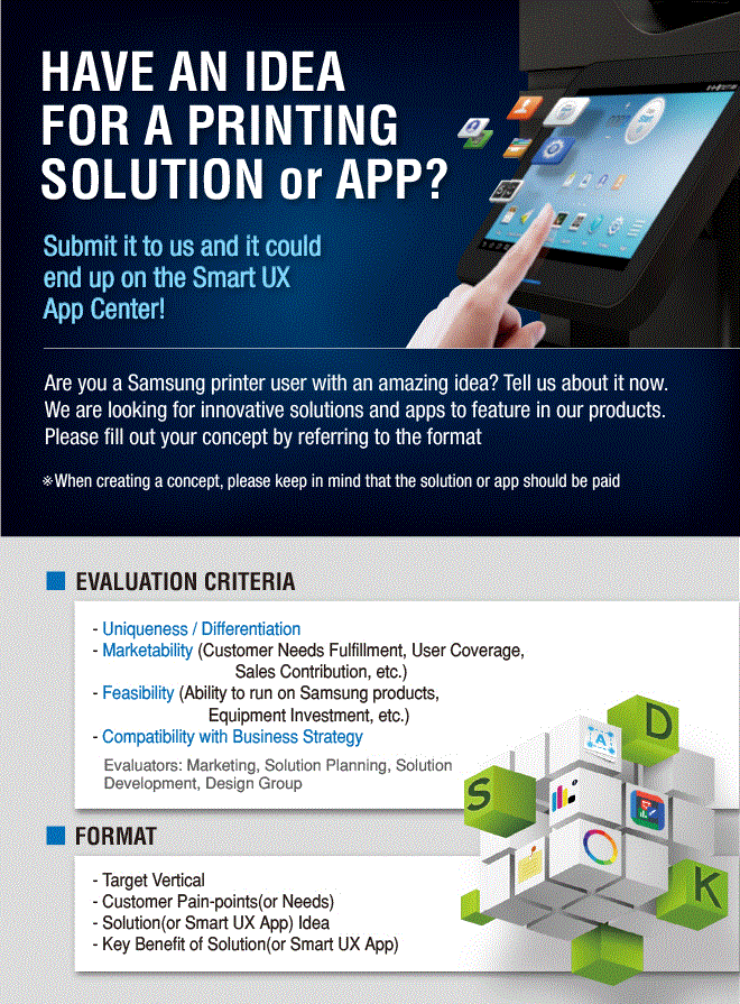 HAVE AN IDEA
FOR A PRINTING
SOLUTION or APP?
Submit it to us and it could
end up on the Smart UX
App Center!
Are you a Samsung printer user with an amazing idea? Tell us about it now.
We are looking for innovative solutions and apps to feature in our products.
Please fill out your concept by referring to the format
※When creating a concept, please keep in mind that the solution or app should be paid
EVALUATION CRITERIA
- Uniqueness / Differentiation
- Marketability (Customer Needs Fulfillment, User Coverage,
Sales Contribution, etc.)
- Feasibility (Ability to run on Samsung products,
Equipment Investment, etc.)
- Compatibility with Business Strategy
Evaluators: Marketing, Solution Planning, Solution
Development, Design Group
S
D
K
A
FORMAT
- Target Vertical
- Customer Pain-points(or Needs)
- Solution(or Smart UX App) Idea
- Key Benefit of Solution(or Smart UX App)